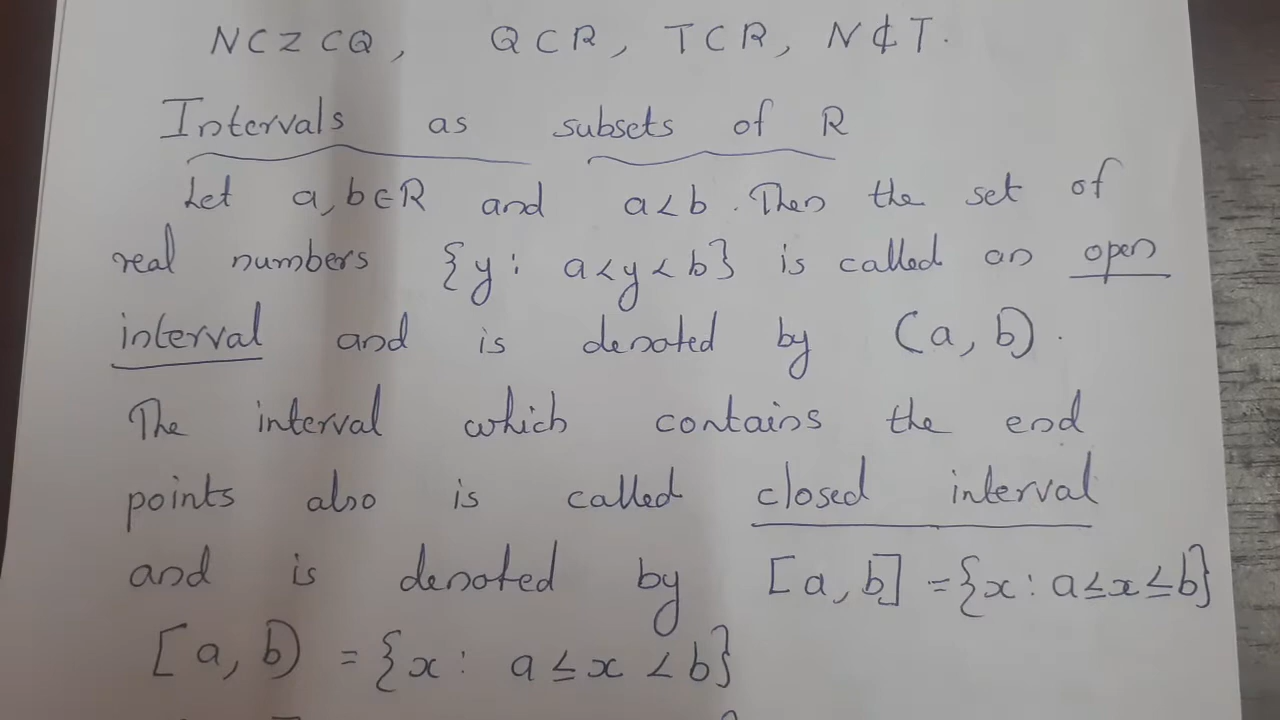 N⊂Z⊂Q, Q⊂R, T⊂R, N⊄T.
Intervals as subsets of R
Let a,b∈R and a<b. Then the set of
real numbers {y: a<y<b} is called an open
interval and is denoted by (a, b).
The interval which contains the end
points also is called closed interval
and is denoted by [a, b] = {x: a≤x≤b}
[a, b) = {x: a≤x<b}